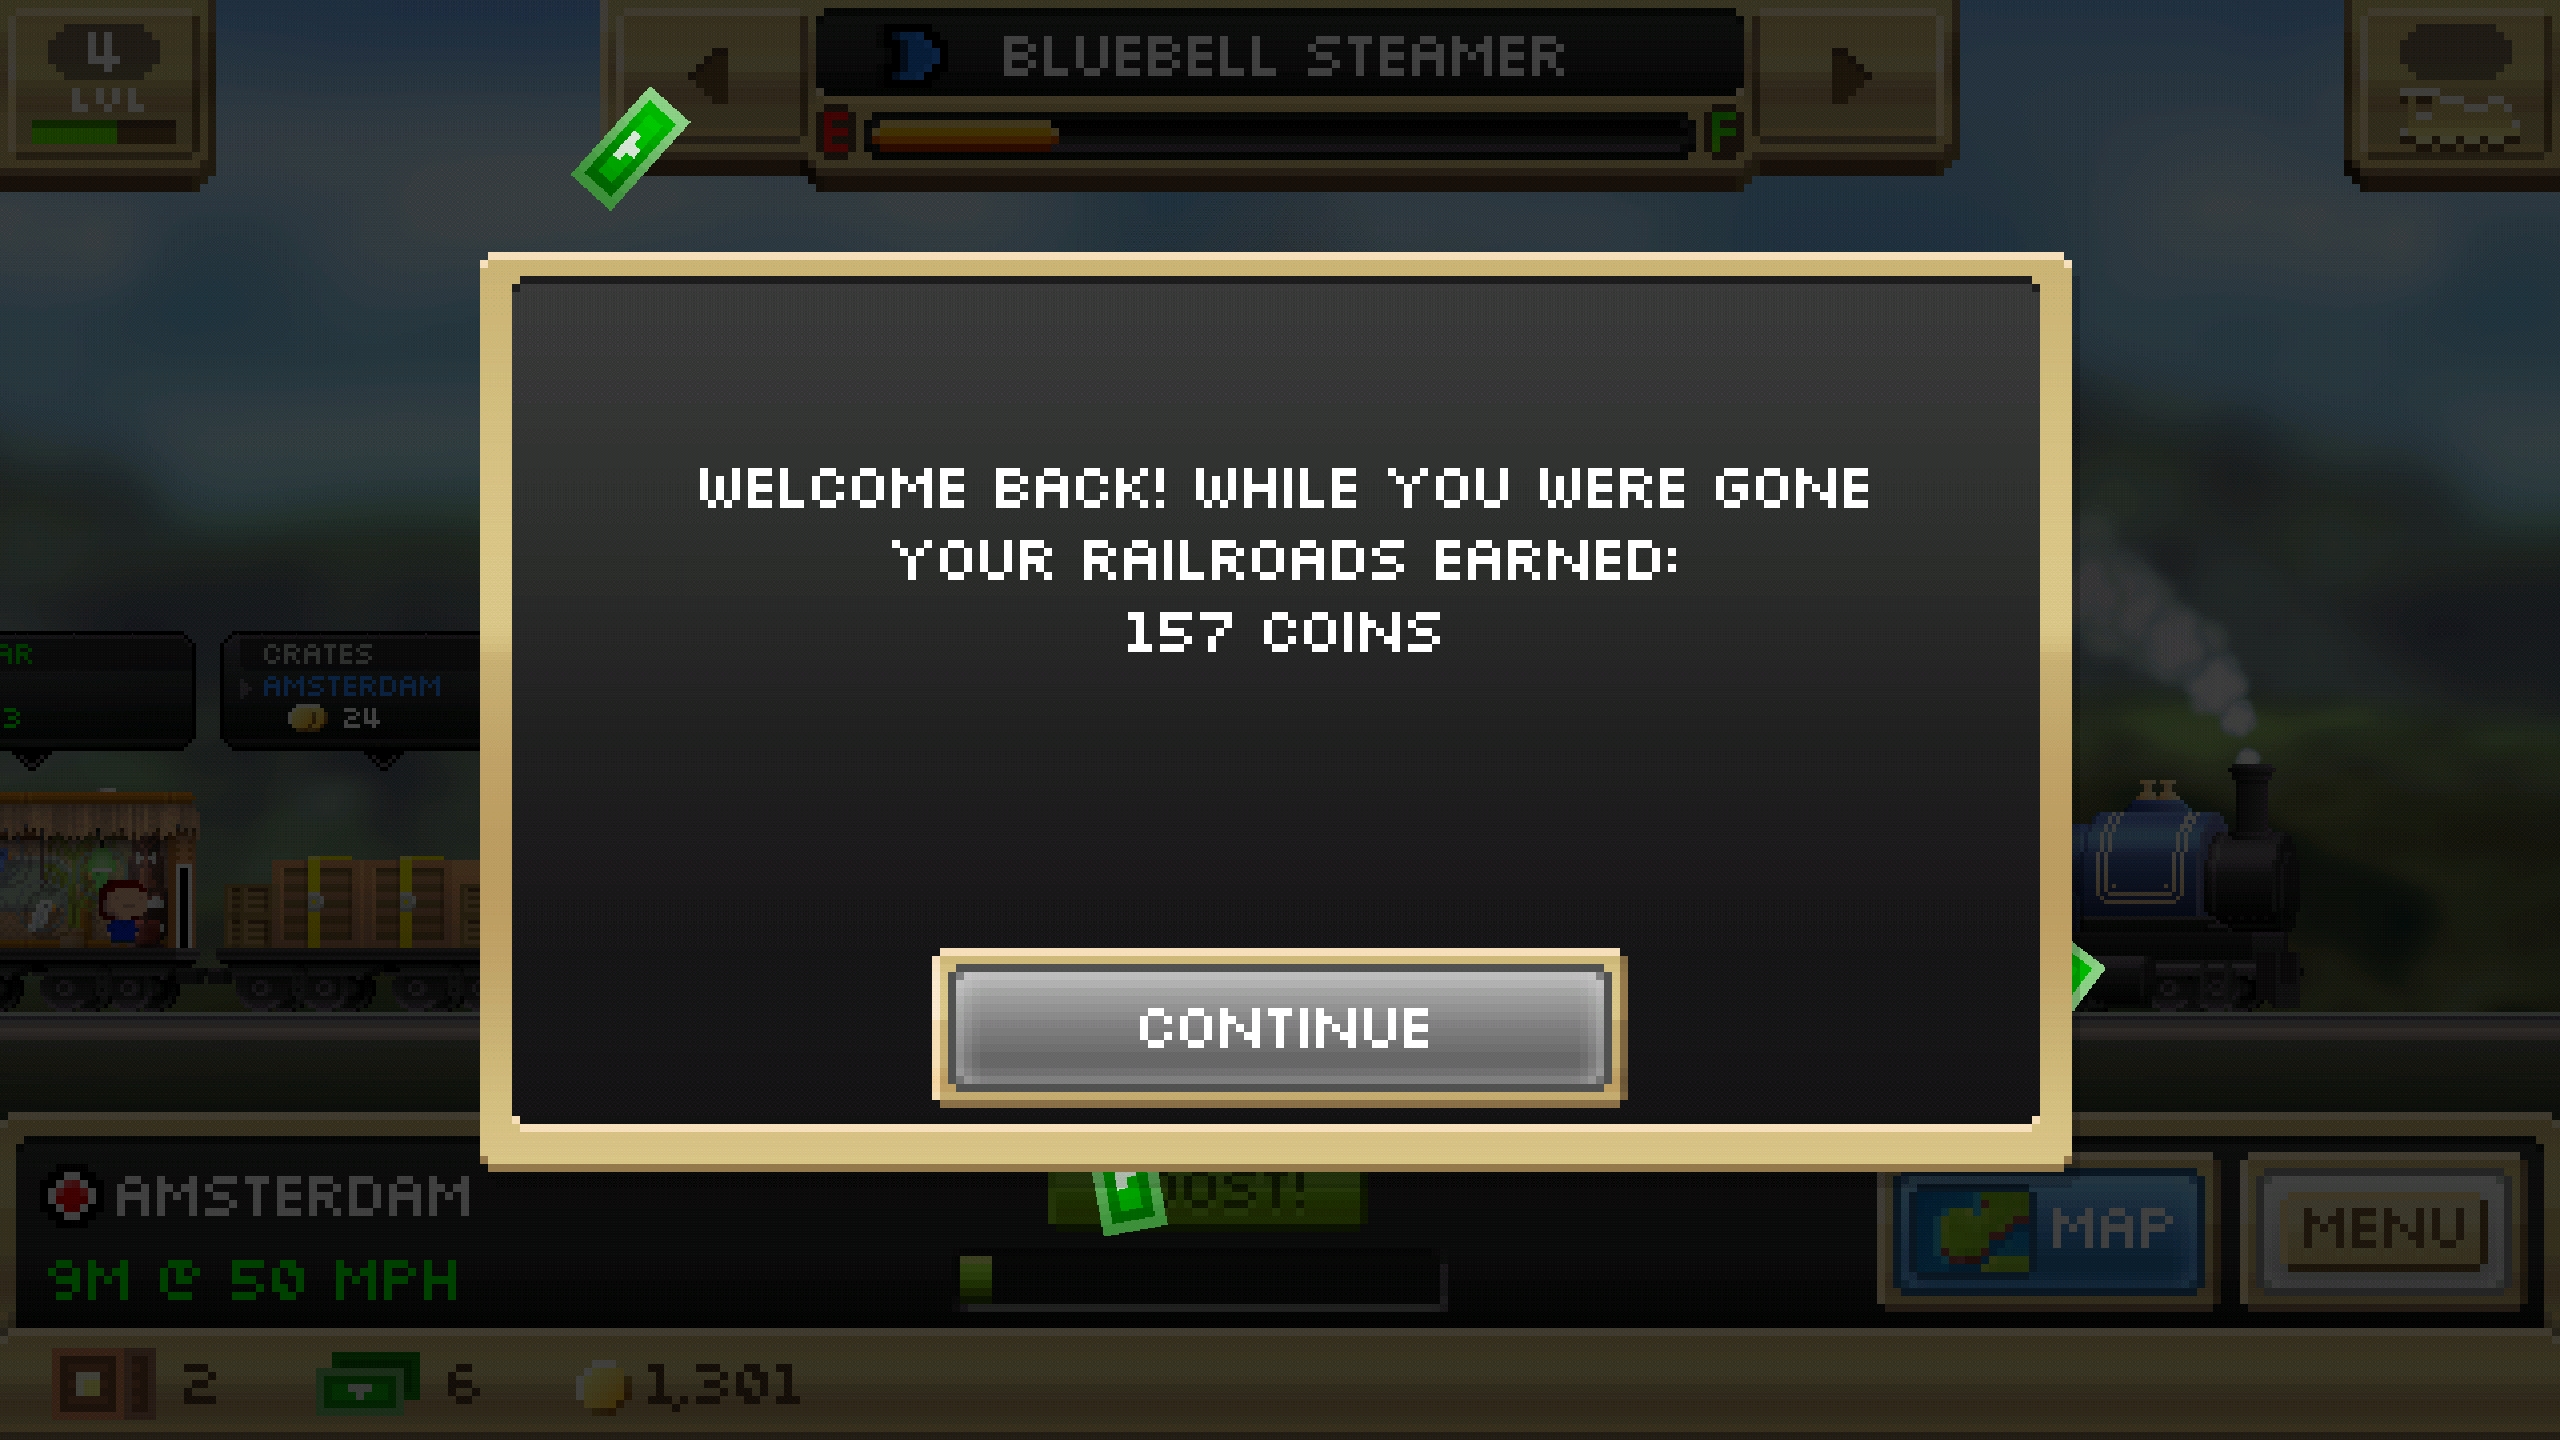 4
LVL
BLUEBELL STEAMER
E
F
WELCOME BACK! WHILE YOU WERE GONE
YOUR RAILROADS EARNED:
157 COINS
CRATES
AMSTERDAM
24
3
CONTINUE
AMSTERDAM
9M @ 50 MPH
MAP
MENU
2
6
1,301